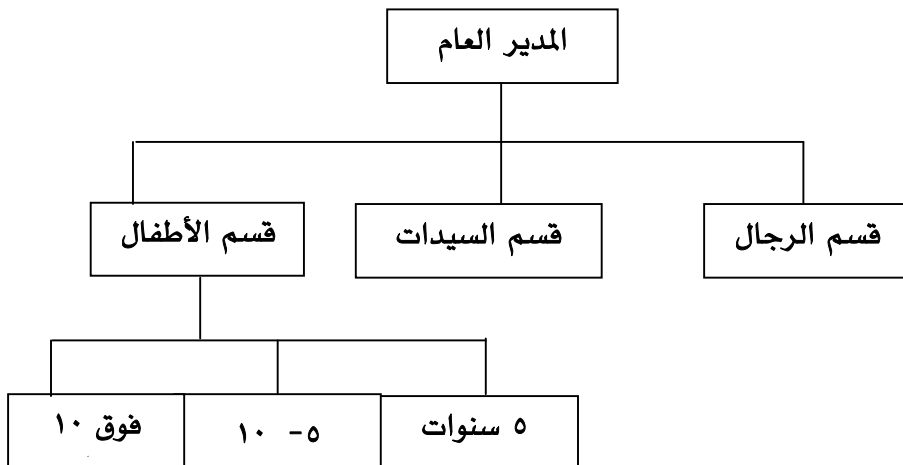 المدير العام
قسم الرجال
قسم السيدات
قسم الأطفال
٥ سنوات
٥- ١٠
فوق ١٠